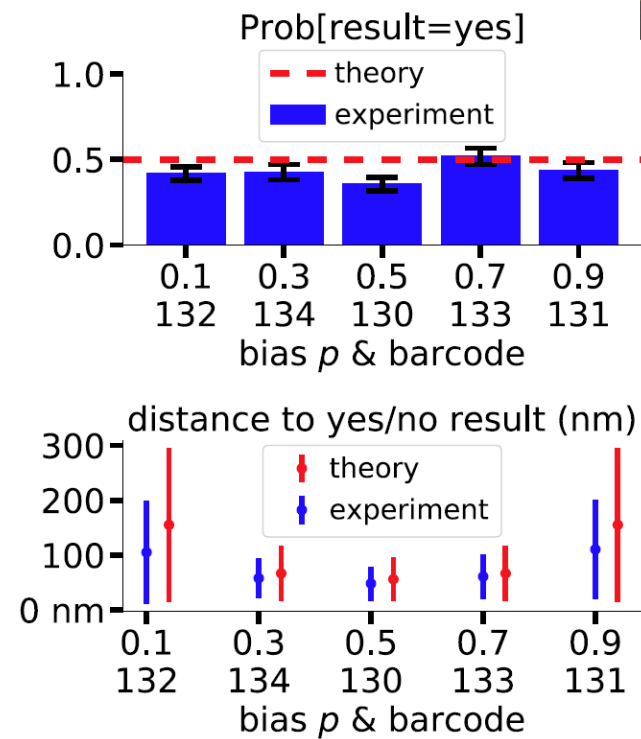 Prob[result=yes]
theory
experiment
1.0
0.5
0.0
0.1 0.3 0.5 0.7 0.9
132 134 130 133 131
bias p & barcode
distance to yes/no result (nm)
theory
experiment
300
200
100
0 nm
0.1 0.3 0.5 0.7 0.9
132 134 130 133 131
bias p & barcode